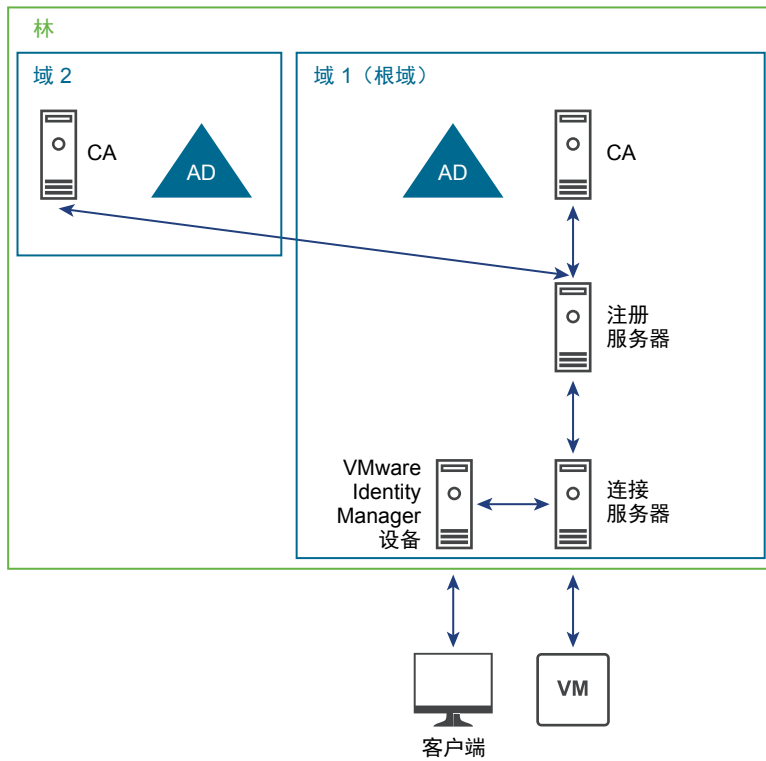 林
域 2
域 1（根域）
CA
AD
AD
CA
注册
服务器
VMware
Identity
Manager
设备
连接
服务器
VM
客户端